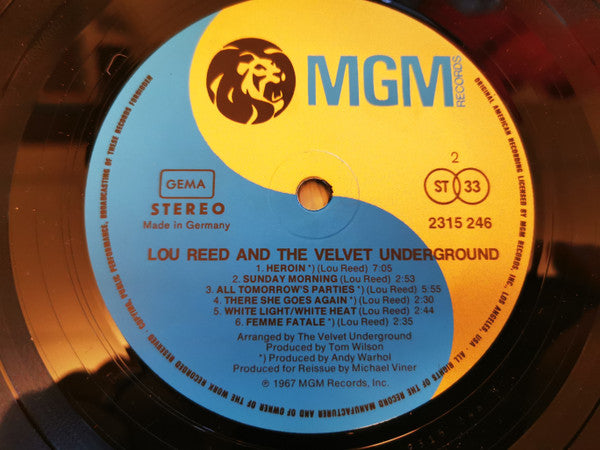 MGM
RECORDS
GEMA
STEREO
Made in Germany
2
ST 33
2315 246
LOU REED AND THE VELVET UNDERGROUND
1. HEROIN *) (Lou Reed) 7:05
2. SUNDAY MORNING (Lou Reed) 2:53
3. ALL TOMORROW'S PARTIES *) (Lou Reed) 5:55
4. THERE SHE GOES AGAIN *) (Lou Reed) 2:30
5. WHITE LIGHT/WHITE HEAT (Lou Reed) 2:44
6. FEMME FATALE *) (Lou Reed) 2:35
Arranged by The Velvet Underground
Produced by Tom Wilson
*) Produced by Andy Warhol
Produced for Reissue by Michael Viner
℗ 1967 MGM Records, Inc.
ORIGINAL AMERICAN RECORDING LICENSED BY MGM RECORDS, INC., LOS ANGELES, USA · ALL RIGHTS OF THE RECORD MANUFACTURER AND OF OWNER OF THE WORK RECORDED RESERVED · COPYING, PUBLIC PERFORMANCE, BROADCASTING OF THESE RECORDS FORBIDDEN